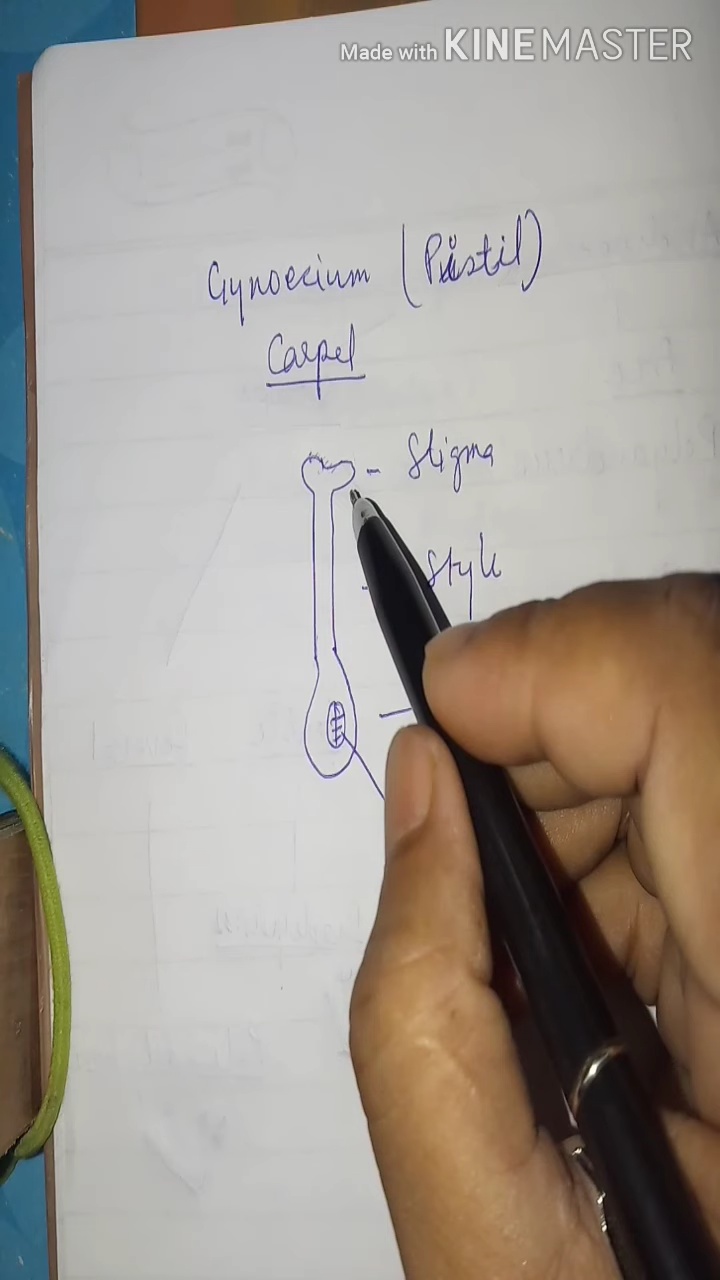 Made with KINEMASTER
Gynoecium (Pistil)
Carpel
- Stigma
Style